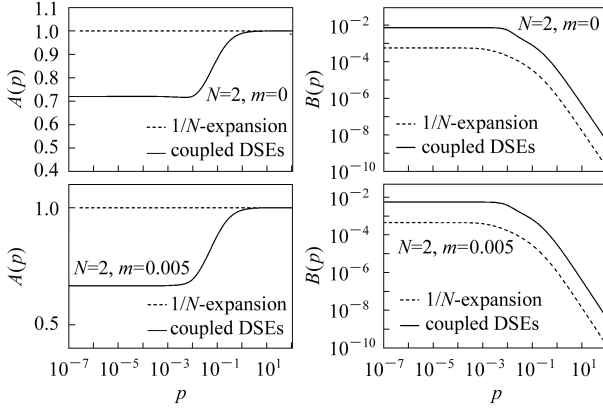 1.1
1.0
0.9
0.8
0.7
0.6
0.5
0.4
A(p)
N=2, m=0
1/N-expansion
coupled DSEs
10⁻²
10⁻⁴
10⁻⁶
10⁻⁸
10⁻¹⁰
B(p)
N=2, m=0
1/N-expansion
coupled DSEs
1.0
0.5
A(p)
N=2, m=0.005
1/N-expansion
coupled DSEs
10⁻⁷ 10⁻⁵ 10⁻³ 10⁻¹ 10¹
p
10⁻²
10⁻⁴
10⁻⁶
10⁻⁸
10⁻¹⁰
B(p)
N=2, m=0.005
1/N-expansion
coupled DSEs
10⁻⁷ 10⁻⁵ 10⁻³ 10⁻¹ 10¹
p